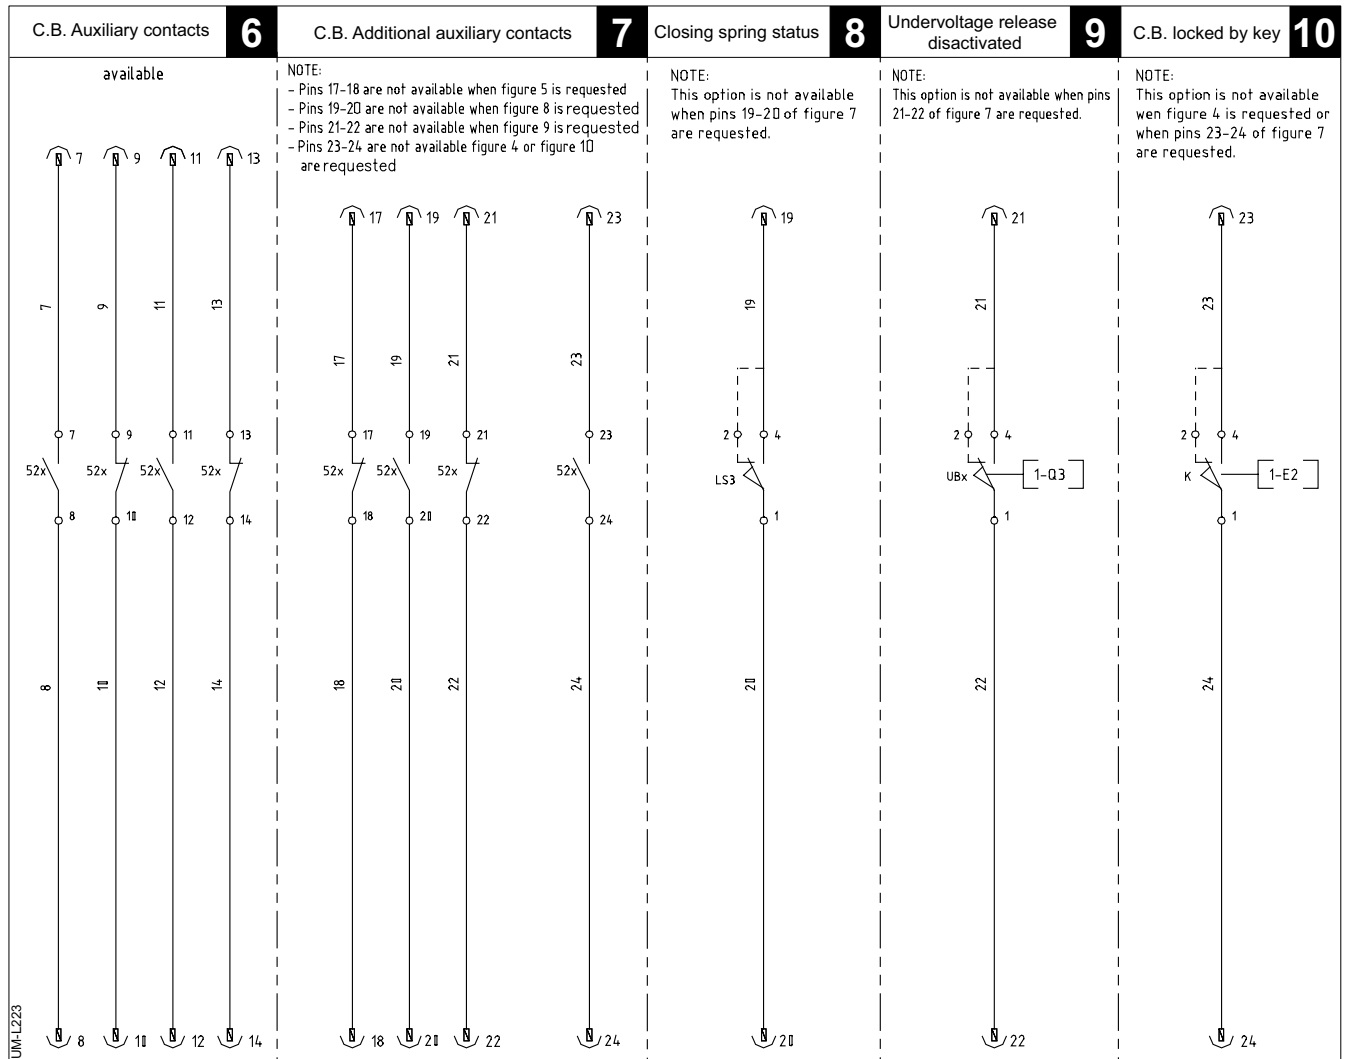 C.B. Auxiliary contacts 6
C.B. Additional auxiliary contacts 7
Closing spring status 8
Undervoltage release
disactivated 9
C.B. locked by key 10
available
NOTE:
- Pins 17-18 are not available when figure 5 is requested
- Pins 19-20 are not available when figure 8 is requested
- Pins 21-22 are not available when figure 9 is requested
- Pins 23-24 are not available figure 4 or figure 10
are requested
NOTE:
This option is not available
when pins 19-20 of figure 7
are requested.
NOTE:
This option is not available when pins
21-22 of figure 7 are requested.
NOTE:
This option is not available
wen figure 4 is requested or
when pins 23-24 of figure 7
are requested.
7 9 11 13
17 19 21 23 19 21 23
7 9 11 13 19 21 23
17 19 21 23
7 9 11 13 17 19 21 23 2 4 2 4 2 4
52x 52x 52x 52x 52x 52x 52x 52x LS3 UBx 1-Q3 K 1-E2
8 10 12 14 18 20 22 24 1 1 1
8 10 12 14 18 20 22 24 20 22 24
8 10 12 14 18 20 22 24 20 22 24
UM-L223